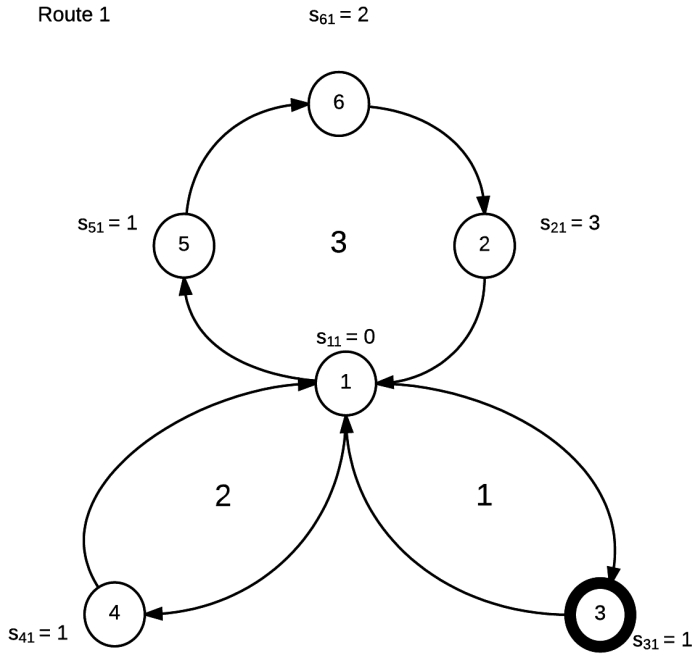 Route 1
s61 = 2
6
s51 = 1
5
3
2
s21 = 3
s11 = 0
1
2
1
4
3
s41 = 1
s31 = 1